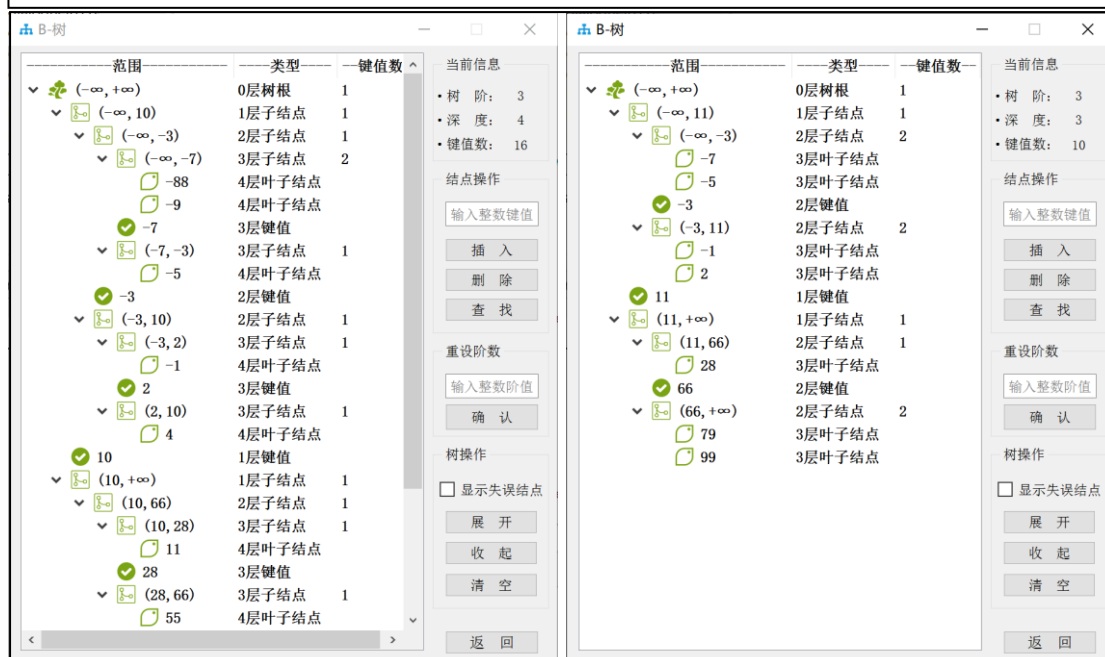 B-树
-----------范围----------- ----类型---- --键值数
(-∞, +∞) 0层树根 1
(-∞, 10) 1层子结点 1
(-∞, -3) 2层子结点 1
(-∞, -7) 3层子结点 2
-88 4层叶子结点
-9 4层叶子结点
-7 3层键值
(-7, -3) 3层子结点 1
-5 4层叶子结点
-3 2层键值
(-3, 10) 2层子结点 1
(-3, 2) 3层子结点 1
-1 4层叶子结点
2 3层键值
(2, 10) 3层子结点 1
4 4层叶子结点
10 1层键值
(10, +∞) 1层子结点 1
(10, 66) 2层子结点 1
(10, 28) 3层子结点 1
11 4层叶子结点
28 3层键值
(28, 66) 3层子结点 1
55 4层叶子结点
当前信息
•树 阶: 3
•深 度: 4
•键值数: 16
结点操作
输入整数键值
插 入
删 除
查 找
重设阶数
输入整数阶值
确 认
树操作
显示失误结点
展 开
收 起
清 空
返 回
B-树
-----------范围----------- ----类型---- --键值数--
(-∞, +∞) 0层树根 1
(-∞, 11) 1层子结点 1
(-∞, -3) 2层子结点 2
-7 3层叶子结点
-5 3层叶子结点
-3 2层键值
(-3, 11) 2层子结点 2
-1 3层叶子结点
2 3层叶子结点
11 1层键值
(11, +∞) 1层子结点 1
(11, 66) 2层子结点 1
28 3层叶子结点
66 2层键值
(66, +∞) 2层子结点 2
79 3层叶子结点
99 3层叶子结点
当前信息
•树 阶: 3
•深 度: 3
•键值数: 10
结点操作
输入整数键值
插 入
删 除
查 找
重设阶数
输入整数阶值
确 认
树操作
显示失误结点
展 开
收 起
清 空
返 回